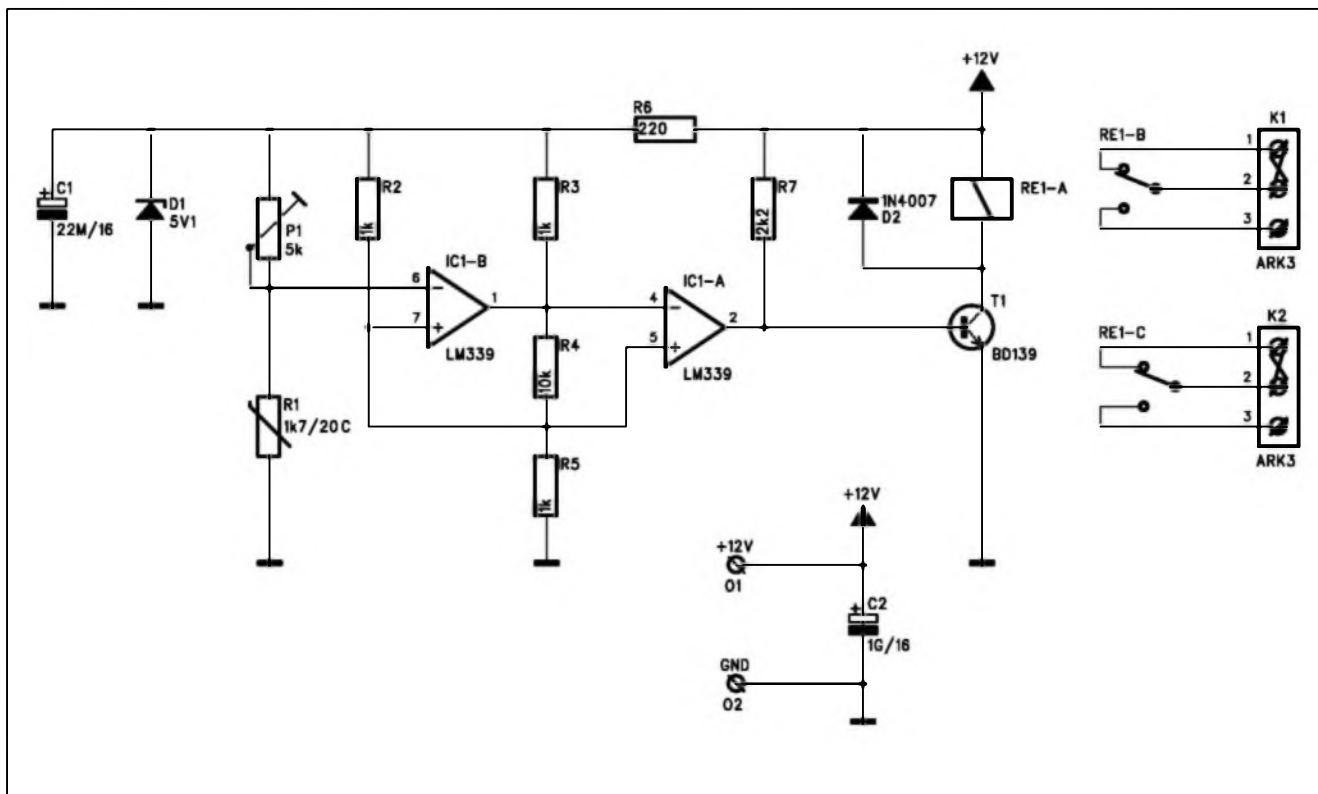 +12V
R6
220
K1
RE1-B
1
2
3
ARK3
C1
+
22M/16
D1
5V1
P1
5k
R2
1k
R3
1k
R7
2k2
1N4007
D2
RE1-A
IC1-B
6
-
7
+
1
LM339
IC1-A
4
-
5
+
2
LM339
T1
BD139
K2
RE1-C
1
2
3
ARK3
R4
10k
R1
1k7/20C
R5
1k
+12V
+12V
O1
+
C2
1G/16
GND
O2